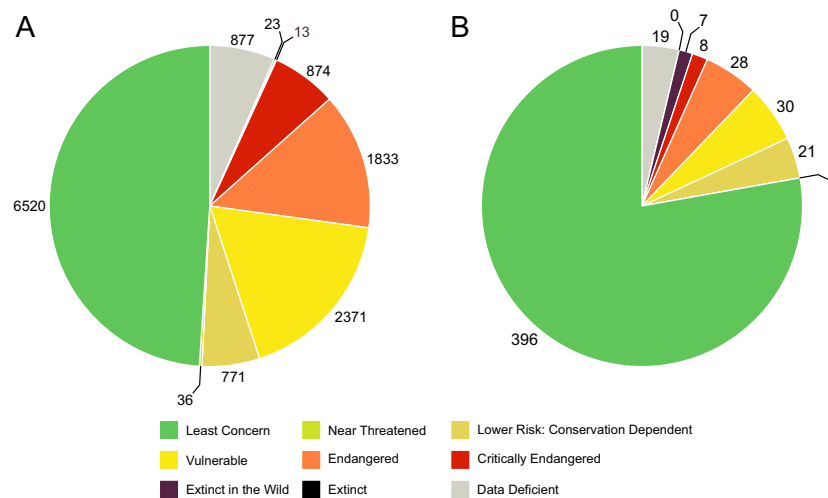 A
B
877
23
13
874
1833
2371
771
36
6520
19
0
7
8
28
30
21
396
Least Concern
Near Threatened
Lower Risk: Conservation Dependent
Vulnerable
Endangered
Critically Endangered
Extinct in the Wild
Extinct
Data Deficient